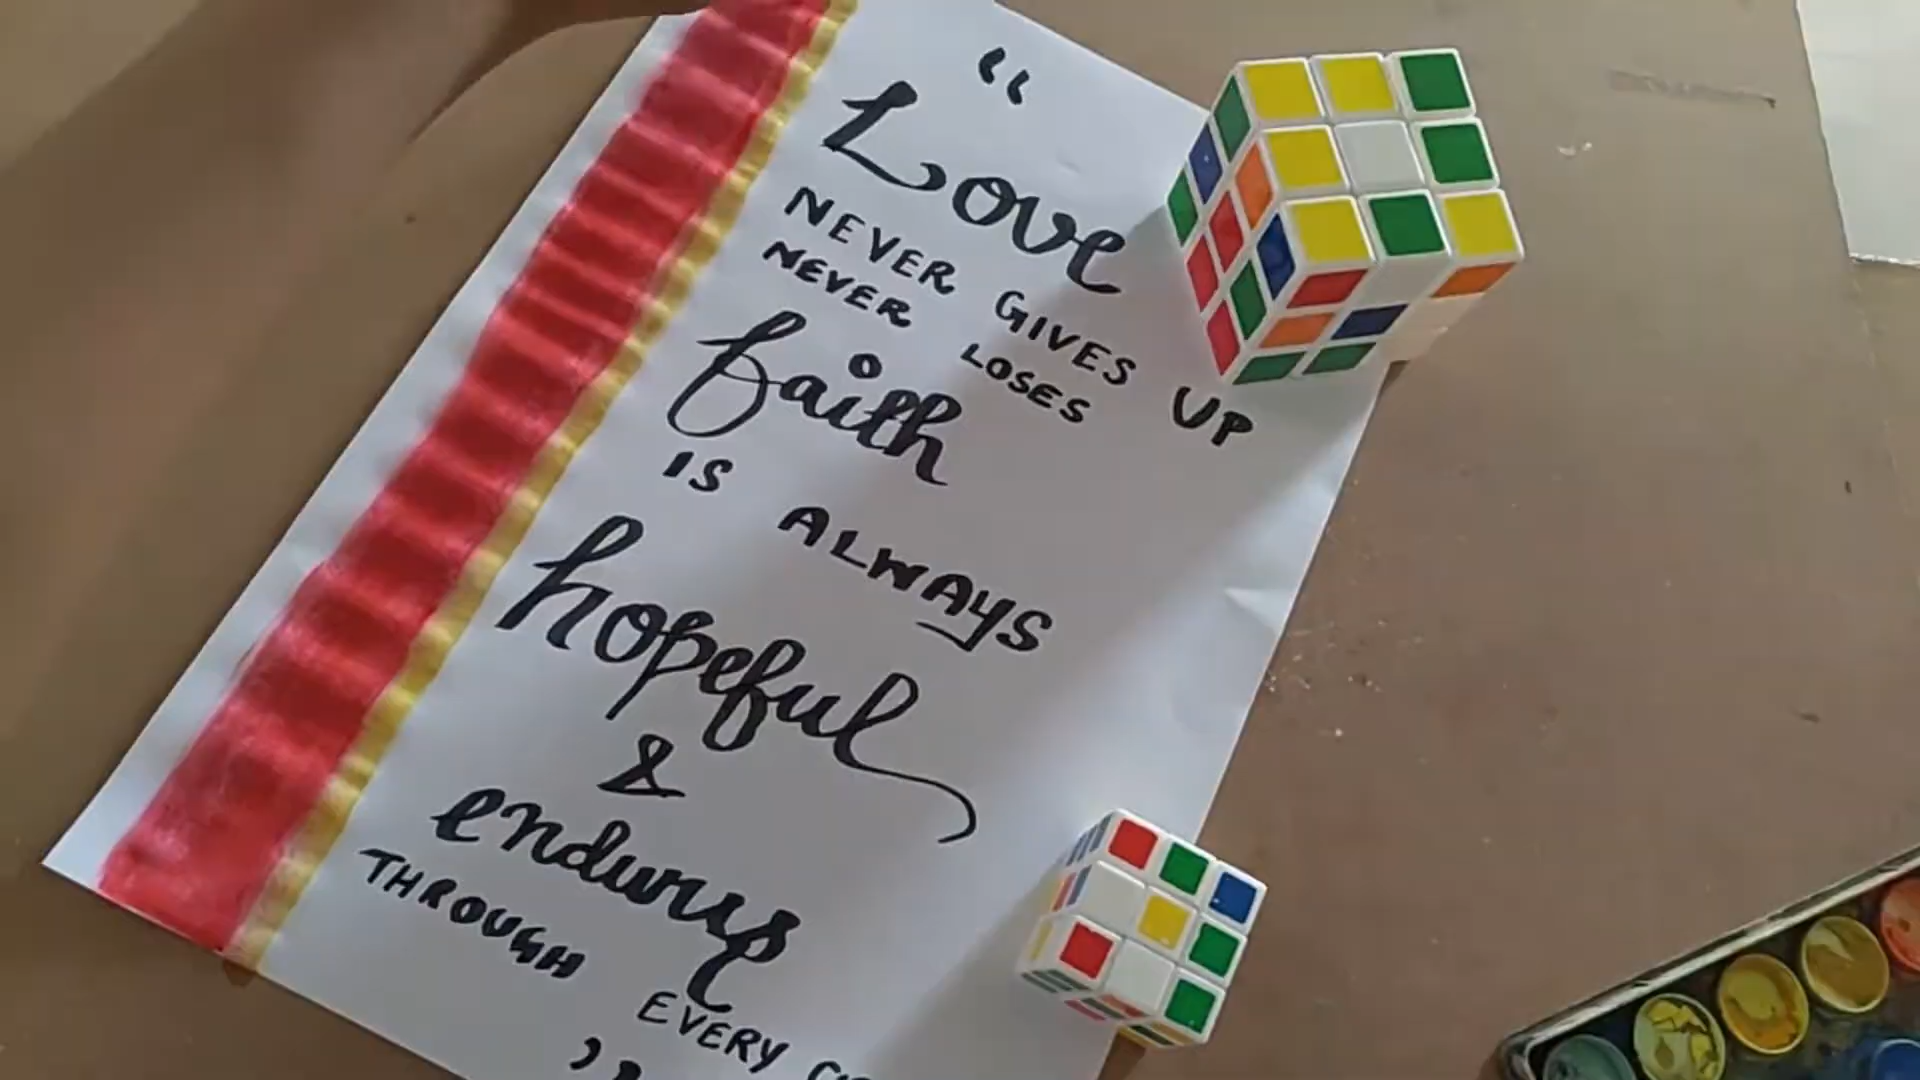 “
Love
NEVER GIVES UP
NEVER LOSES
faith
IS ALWAYS
hopeful
&
endures
THROUGH EVERY
”